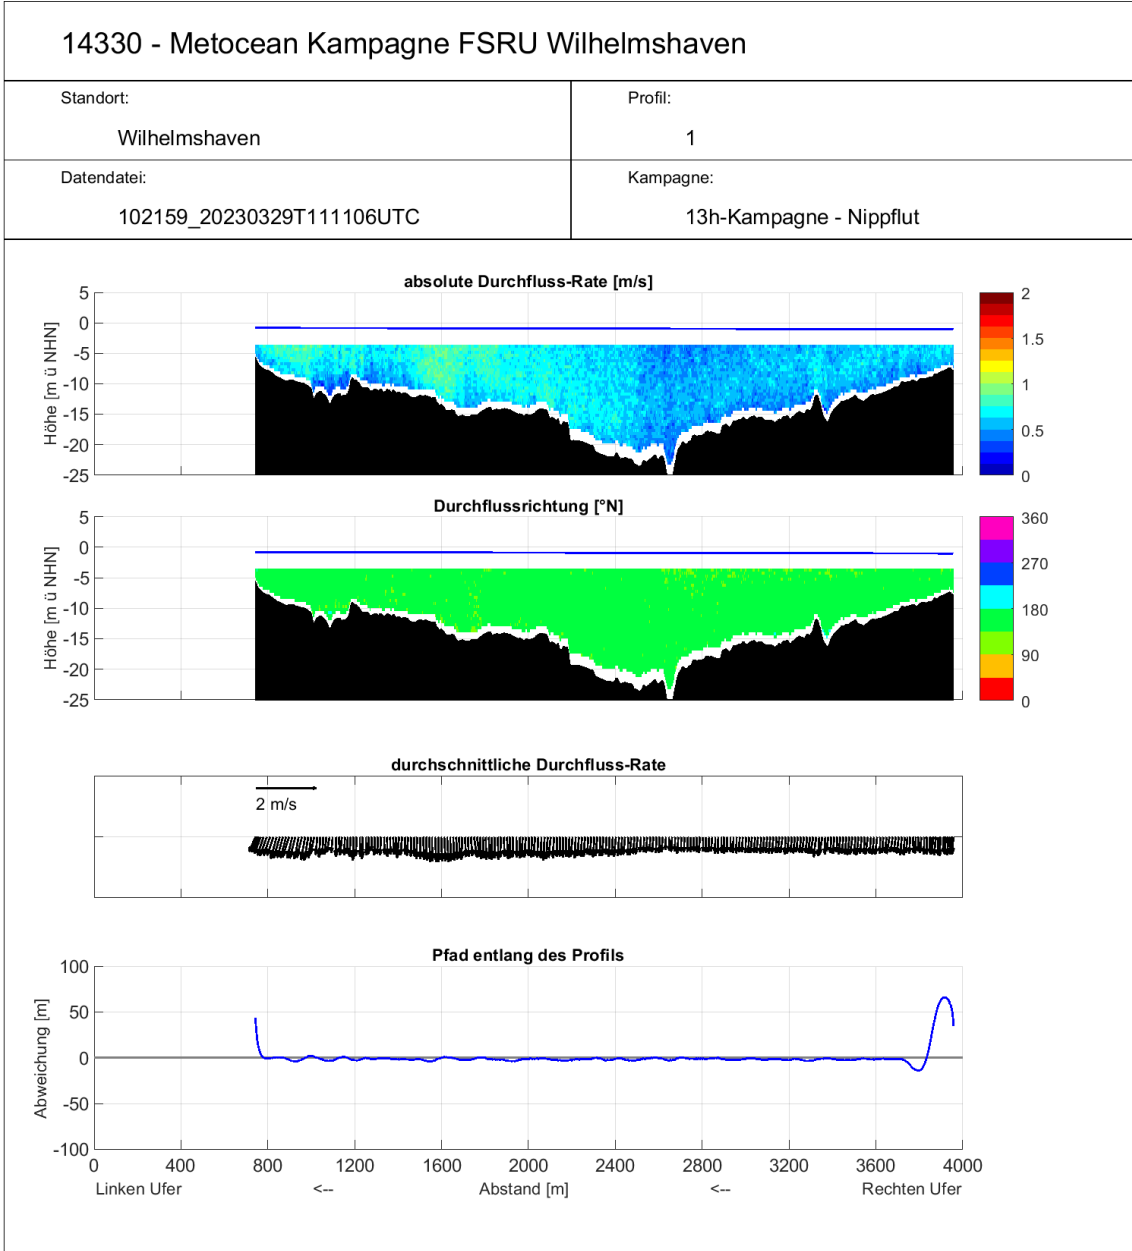 14330 - Metocean Kampagne FSRU Wilhelmshaven
Standort:
Wilhelmshaven
Profil:
1
Datendatei:
102159_20230329T111106UTC
Kampagne:
13h-Kampagne - Nippflut
absolute Durchfluss-Rate [m/s]
Höhe [m ü NHN]
5
0
-5
-10
-15
-20
-25
2
1.5
1
0.5
0
Durchflussrichtung [°N]
Höhe [m ü NHN]
5
0
-5
-10
-15
-20
-25
360
270
180
90
0
durchschnittliche Durchfluss-Rate
2 m/s
Pfad entlang des Profils
Abweichung [m]
100
50
0
-50
-100
0 400 800 1200 1600 2000 2400 2800 3200 3600 4000
Linken Ufer <-- Abstand [m] <-- Rechten Ufer